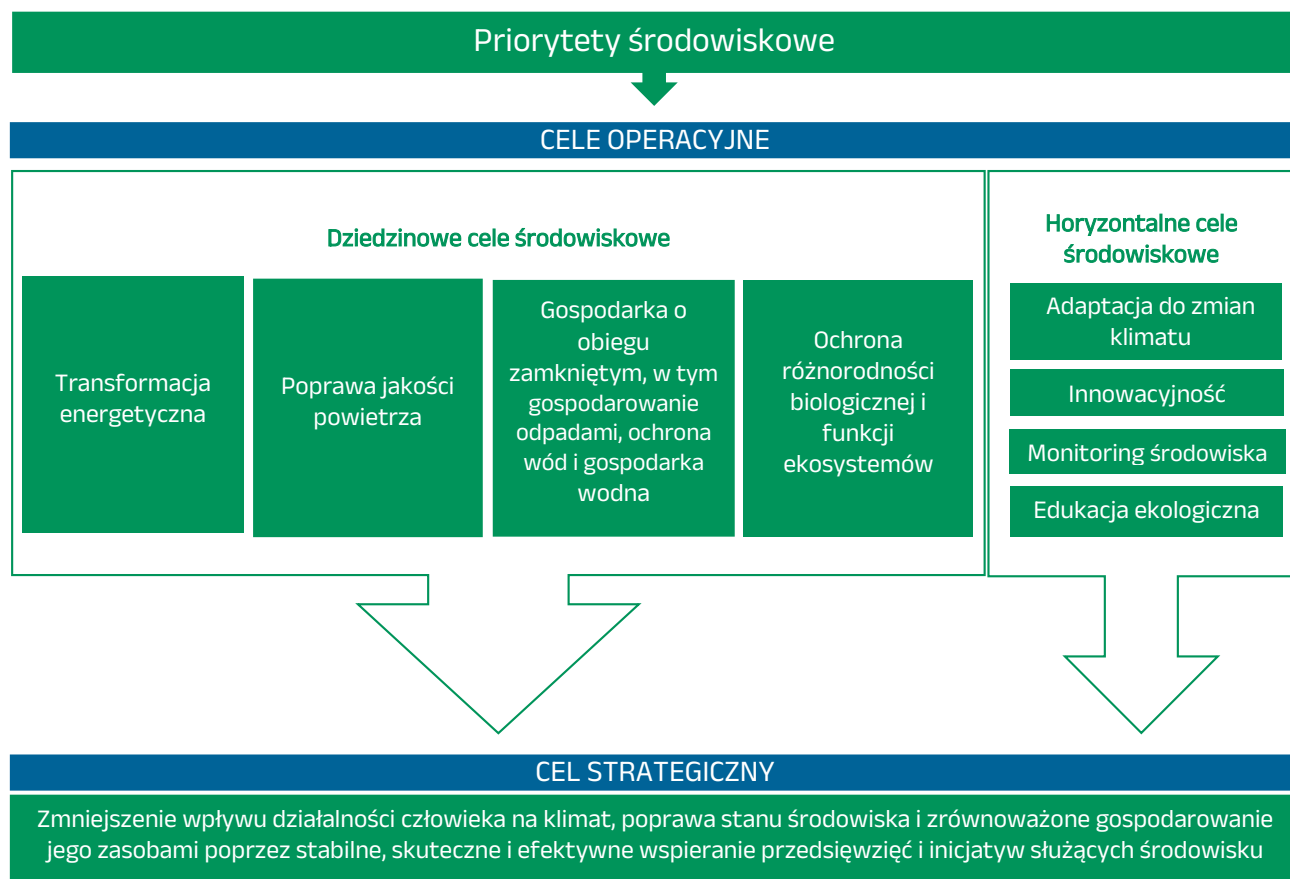 Priorytety środowiskowe
CELE OPERACYJNE
Dziedzinowe cele środowiskowe
Transformacja
energetyczna
Poprawa jakości
powietrza
Gospodarka o
obiegu
zamkniętym, w tym
gospodarowanie
odpadami, ochrona
wód i gospodarka
wodna
Ochrona
różnorodności
biologicznej i
funkcji
ekosystemów
Horyzontalne cele
środowiskowe
Adaptacja do zmian
klimatu
Innowacyjność
Monitoring środowiska
Edukacja ekologiczna
CEL STRATEGICZNY
Zmniejszenie wpływu działalności człowieka na klimat, poprawa stanu środowiska i zrównoważone gospodarowanie
jego zasobami poprzez stabilne, skuteczne i efektywne wspieranie przedsięwzięć i inicjatyw służących środowisku